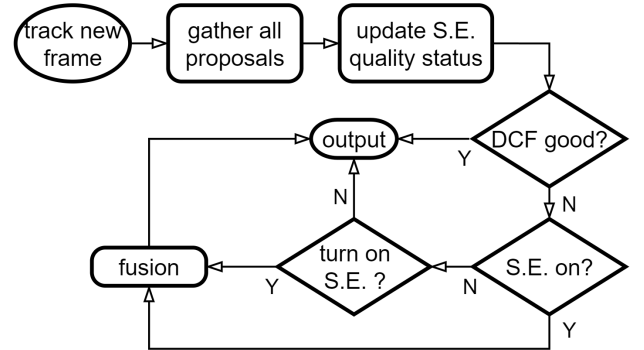 track new
frame
gather all
proposals
update S.E.
quality status
output
DCF good?
Y
N
N
fusion
turn on
S.E. ?
S.E. on?
Y
N
Y